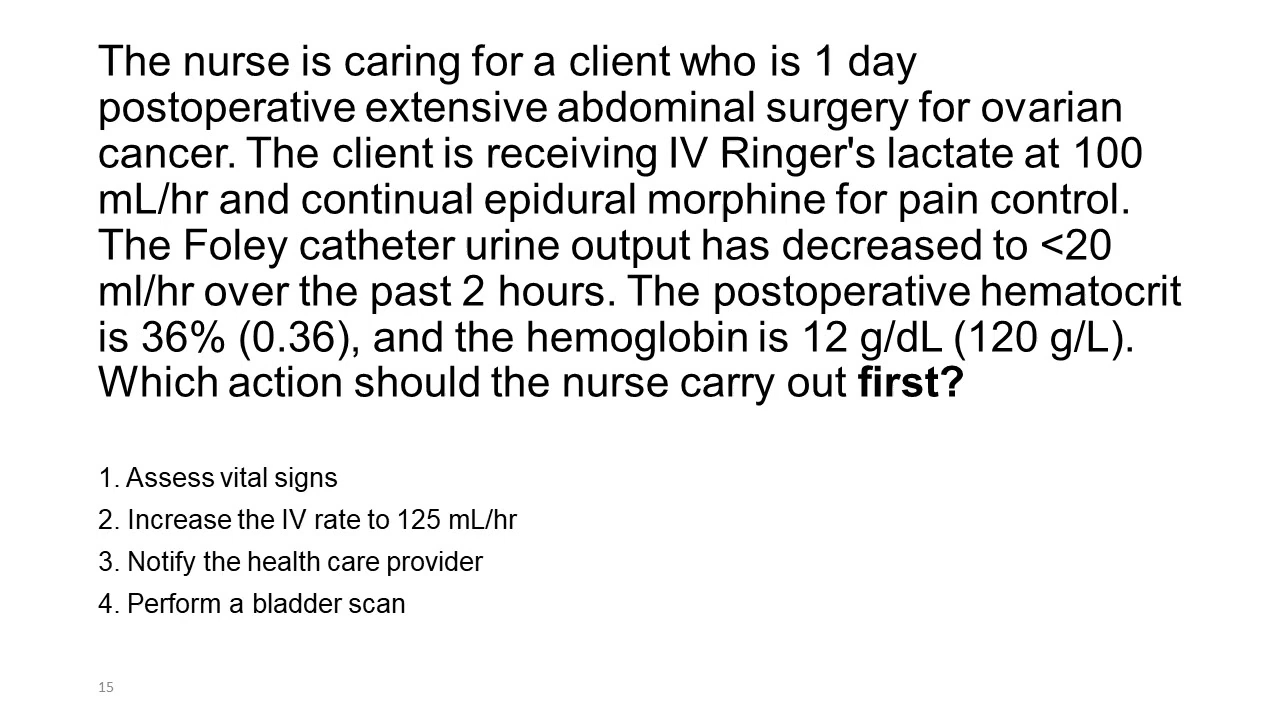 The nurse is caring for a client who is 1 day
postoperative extensive abdominal surgery for ovarian
cancer. The client is receiving IV Ringer's lactate at 100
mL/hr and continual epidural morphine for pain control.
The Foley catheter urine output has decreased to <20
ml/hr over the past 2 hours. The postoperative hematocrit
is 36% (0.36), and the hemoglobin is 12 g/dL (120 g/L).
Which action should the nurse carry out first?
1. Assess vital signs
2. Increase the IV rate to 125 mL/hr
3. Notify the health care provider
4. Perform a bladder scan
15